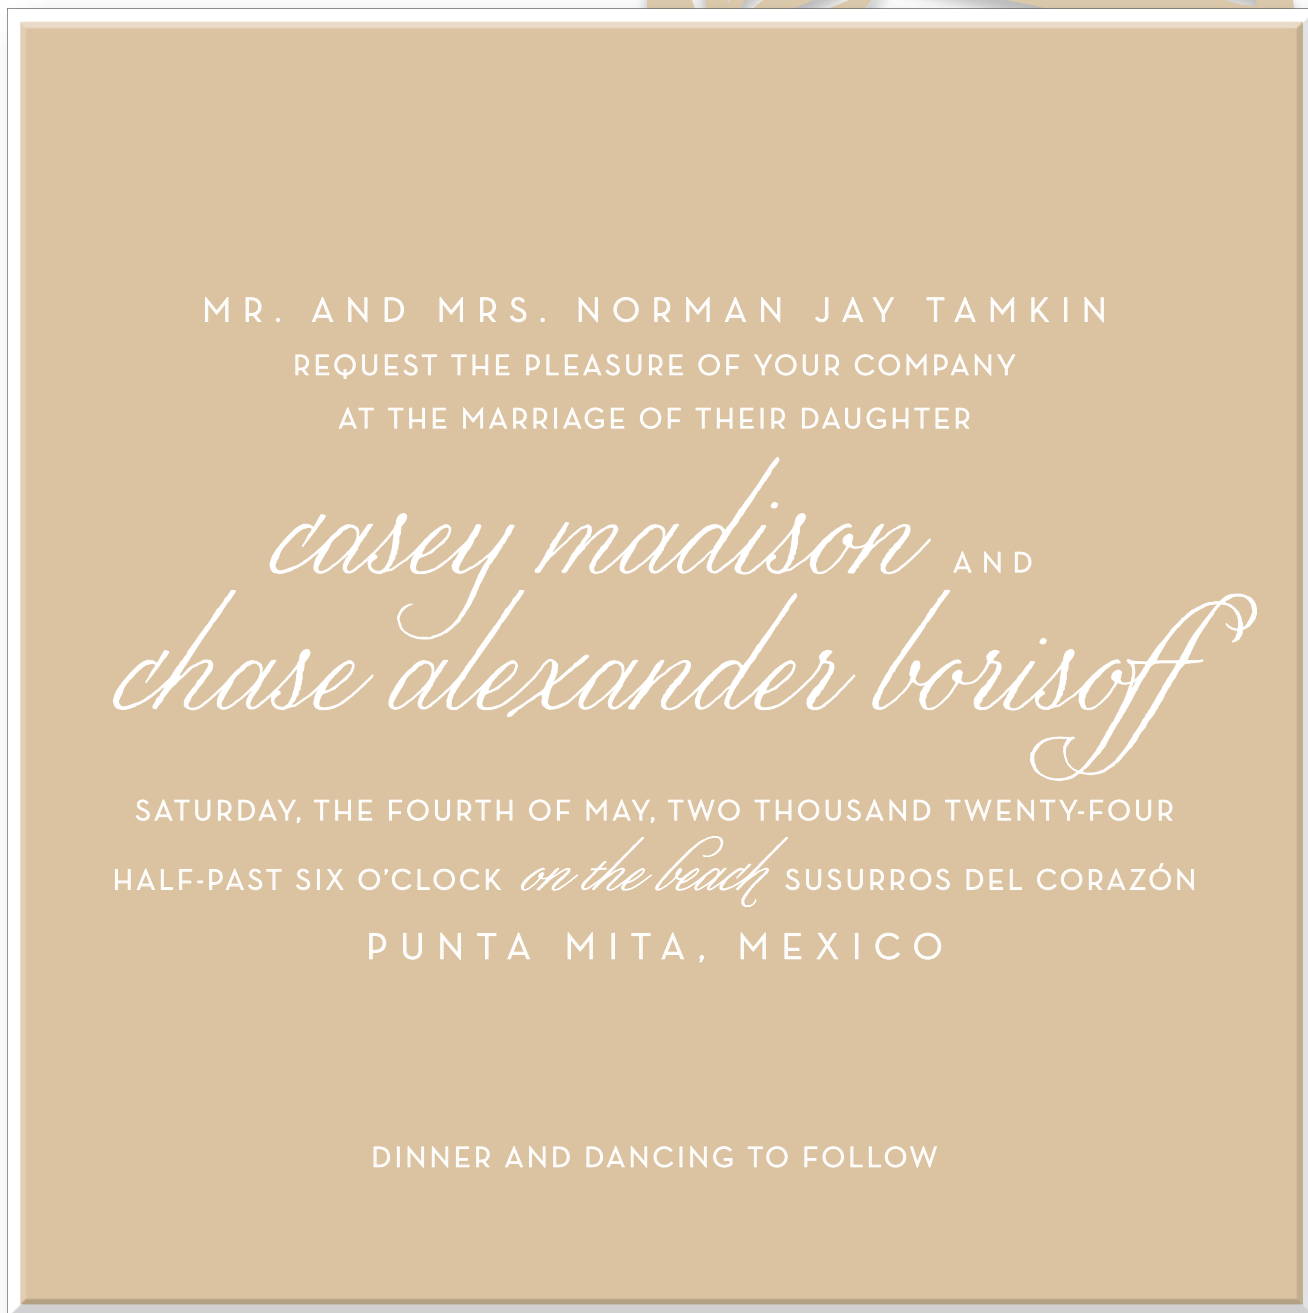 MR. AND MRS. NORMAN JAY TAMKIN
REQUEST THE PLEASURE OF YOUR COMPANY
AT THE MARRIAGE OF THEIR DAUGHTER
casey madison AND
chase alexander borisoff
SATURDAY, THE FOURTH OF MAY, TWO THOUSAND TWENTY-FOUR
HALF-PAST SIX O’CLOCK on the beach SUSURROS DEL CORAZÓN
PUNTA MITA, MEXICO
DINNER AND DANCING TO FOLLOW